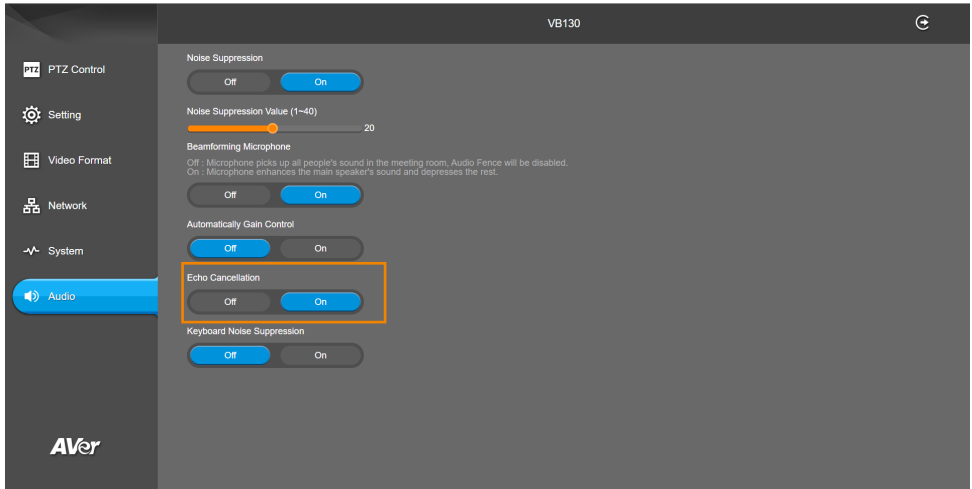 VB130
PTZ PTZ Control
Setting
Video Format
Network
System
Audio
AVer
Noise Suppression
Off On
Noise Suppression Value (1~40)
20
Beamforming Microphone
Off : Microphone picks up all people's sound in the meeting room, Audio Fence will be disabled.
On : Microphone enhances the main speaker's sound and depresses the rest.
Off On
Automatically Gain Control
Off On
Echo Cancellation
Off On
Keyboard Noise Suppression
Off On